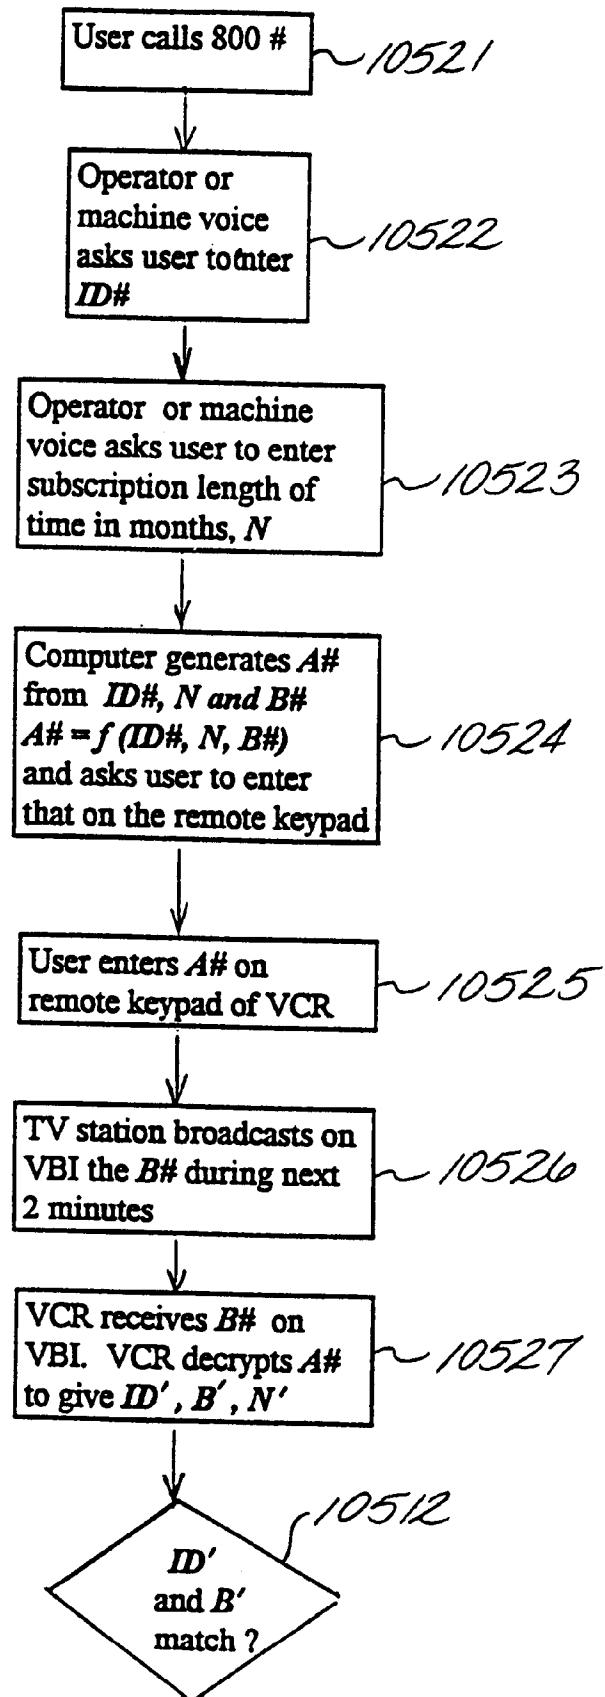 User calls 800 #
10521
Operator or
machine voice
asks user to enter
ID#
10522
Operator or machine
voice asks user to enter
subscription length of
time in months, N
10523
Computer generates A#
from ID#, N and B#
A# = f (ID#, N, B#)
and asks user to enter
that on the remote keypad
10524
User enters A# on
remote keypad of VCR
10525
TV station broadcasts on
VBI the B# during next
2 minutes
10526
VCR receives B# on
VBI. VCR decrypts A#
to give ID', B', N'
10527
10512
ID'
and B'
match ?